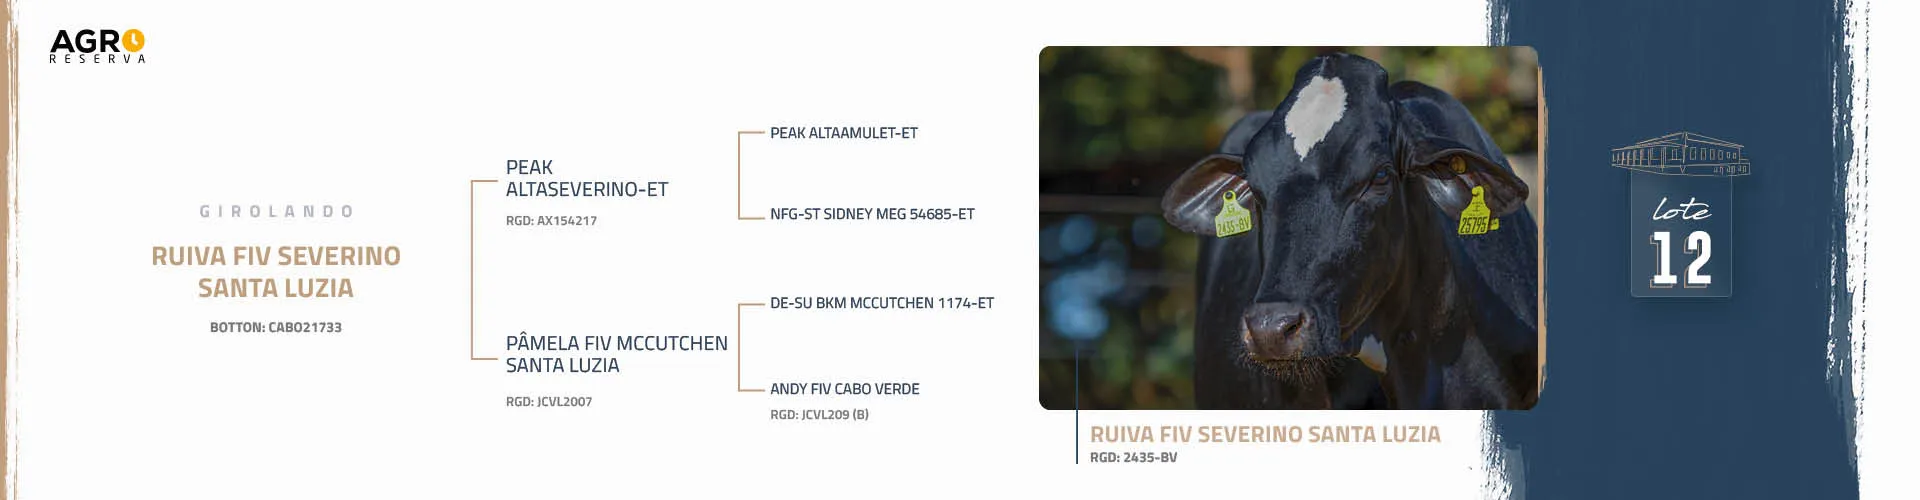 AGRO
RESERVA
GIROLANDO
RUIVA FIV SEVERINO
SANTA LUZIA
BOTTON: CABO21733
PEAK
ALTASEVERINO-ET
RGD: AX154217
PÂMELA FIV MCCUTCHEN
SANTA LUZIA
RGD: JCVL2007
PEAK ALTAAMULET-ET
NFG-ST SIDNEY MEG 54685-ET
DE-SU BKM MCCUTCHEN 1174-ET
ANDY FIV CABO VERDE
RGD: JCVL209 (B)
2435-BV
25795
RUIVA FIV SEVERINO SANTA LUZIA
RGD: 2435-BV
lote
12